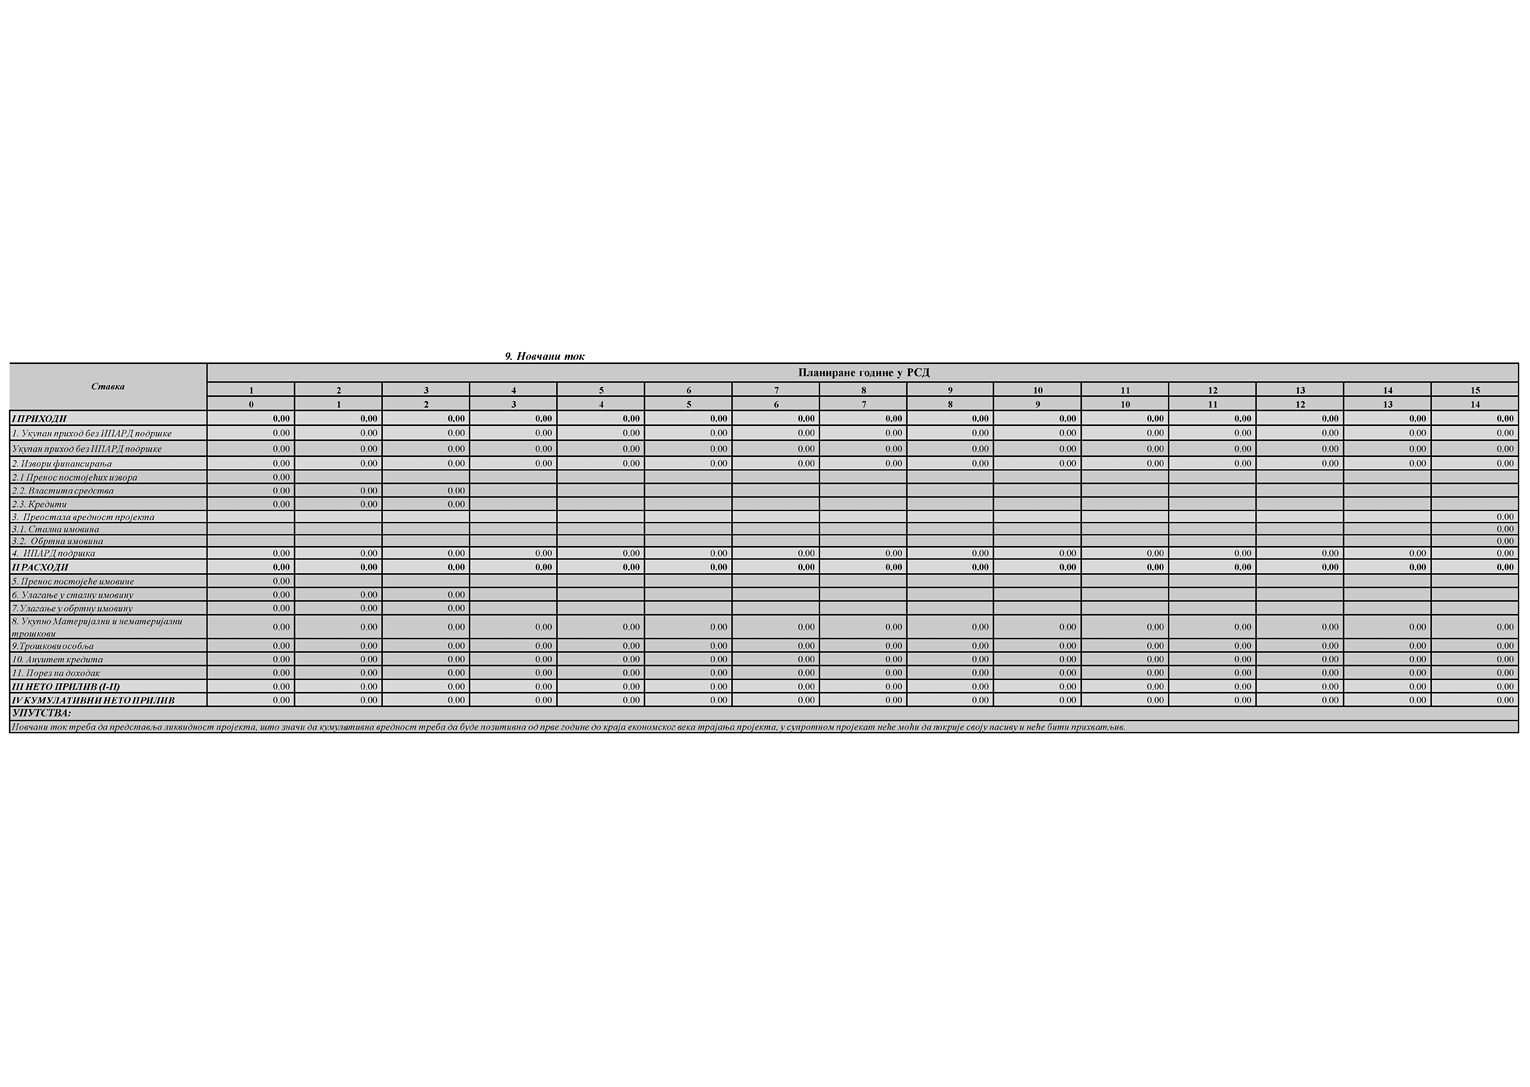 9. Новчани ток
Ставка
Планиране године у РСД
1 2 3 4 5 6 7 8 9 10 11 12 13 14 15
0 1 2 3 4 5 6 7 8 9 10 11 12 13 14
I ПРИХОДИ 0.00 0.00 0.00 0.00 0.00 0.00 0.00 0.00 0.00 0.00 0.00 0.00 0.00 0.00 0.00
1. Укупан приход без ИПАРД подршке 0.00 0.00 0.00 0.00 0.00 0.00 0.00 0.00 0.00 0.00 0.00 0.00 0.00 0.00 0.00
Укупан приход без ИПАРД подршке 0.00 0.00 0.00 0.00 0.00 0.00 0.00 0.00 0.00 0.00 0.00 0.00 0.00 0.00 0.00
2. Извори финансирања 0.00 0.00 0.00 0.00 0.00 0.00 0.00 0.00 0.00 0.00 0.00 0.00 0.00 0.00 0.00
2.1 Пренос постојећих извора 0.00
2.2. Властита средства 0.00 0.00 0.00
2.3. Кредити 0.00 0.00 0.00
3. Преостала вредност пројекта 0.00
3.1. Стална имовина 0.00
3.2. Обртна имовина 0.00
4. ИПАРД подршка 0.00 0.00 0.00 0.00 0.00 0.00 0.00 0.00 0.00 0.00 0.00 0.00 0.00 0.00 0.00
II РАСХОДИ 0.00 0.00 0.00 0.00 0.00 0.00 0.00 0.00 0.00 0.00 0.00 0.00 0.00 0.00 0.00
5. Пренос постојеће имовине 0.00
6. Улагање у сталну имовину 0.00 0.00 0.00
7.Улагање у обртну имовину 0.00 0.00 0.00
8. Укупно Материјални и нематеријални
трошкови 0.00 0.00 0.00 0.00 0.00 0.00 0.00 0.00 0.00 0.00 0.00 0.00 0.00 0.00 0.00
9.Трошкови особља 0.00 0.00 0.00 0.00 0.00 0.00 0.00 0.00 0.00 0.00 0.00 0.00 0.00 0.00 0.00
10. Ануитет кредита 0.00 0.00 0.00 0.00 0.00 0.00 0.00 0.00 0.00 0.00 0.00 0.00 0.00 0.00 0.00
11. Порез на доходак 0.00 0.00 0.00 0.00 0.00 0.00 0.00 0.00 0.00 0.00 0.00 0.00 0.00 0.00 0.00
III НЕТО ПРИЛИВ (I-II) 0.00 0.00 0.00 0.00 0.00 0.00 0.00 0.00 0.00 0.00 0.00 0.00 0.00 0.00 0.00
IV КУМУЛАТИВНИ НЕТО ПРИЛИВ 0.00 0.00 0.00 0.00 0.00 0.00 0.00 0.00 0.00 0.00 0.00 0.00 0.00 0.00 0.00
УПУТСТВА:
Новчани ток треба да представља ликвидност пројекта, што значи да кумулативна вредност треба да буде позитивна од прве године до краја економског века трајања пројекта, у супротном пројекат неће моћи да покрије своју пасиву и неће бити прихватљив.